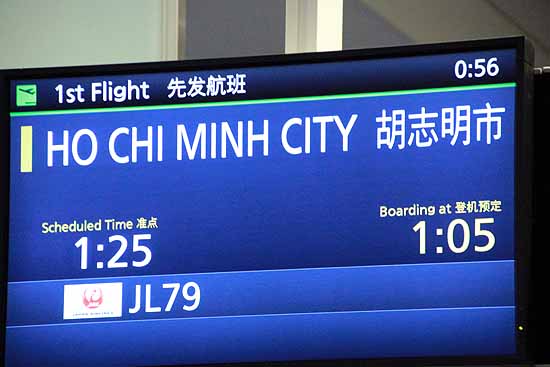 1st Flight 先发航班 0:56
HO CHI MINH CITY 胡志明市
Scheduled Time 准点 Boarding at 登机预定
1:25 1:05
JL79